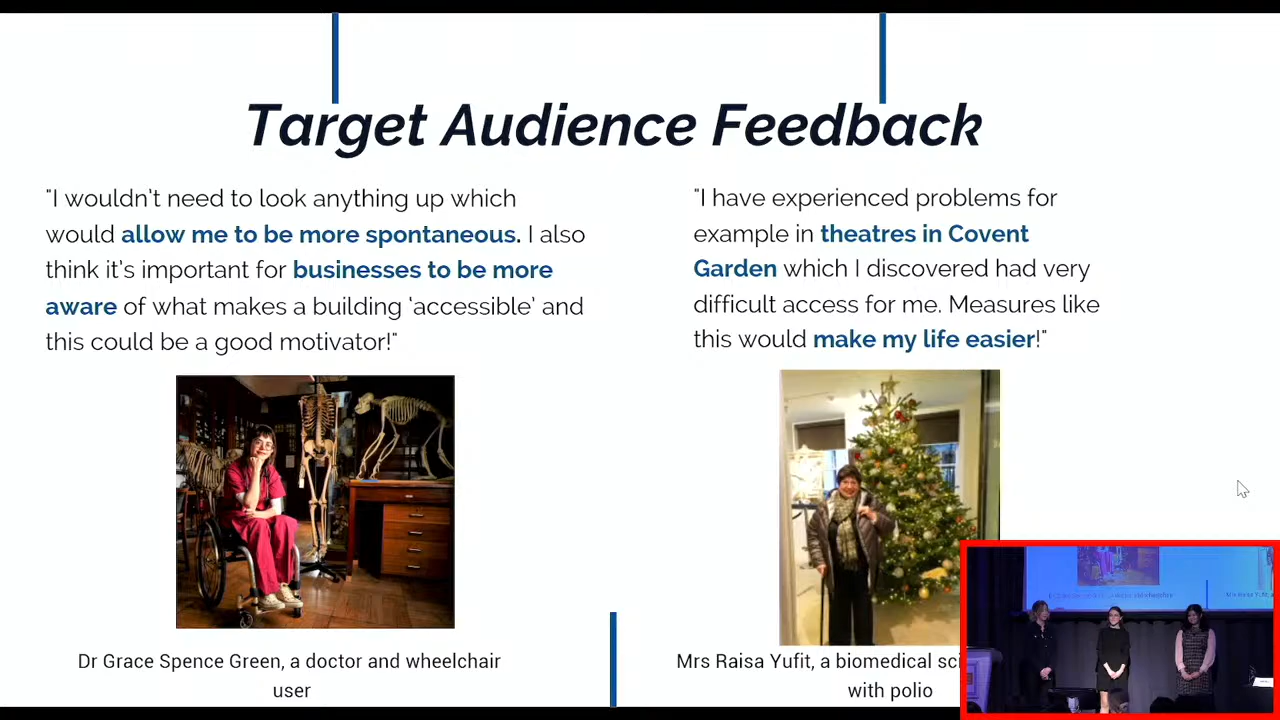 Target Audience Feedback
"I wouldn't need to look anything up which
would allow me to be more spontaneous. I also
think it's important for businesses to be more
aware of what makes a building 'accessible' and
this could be a good motivator!"
"I have experienced problems for
example in theatres in Covent
Garden which I discovered had very
difficult access for me. Measures like
this would make my life easier!"
Dr Grace Spence Green, a doctor and wheelchair
user
Mrs Raisa Yufit, a biomedical
with polio